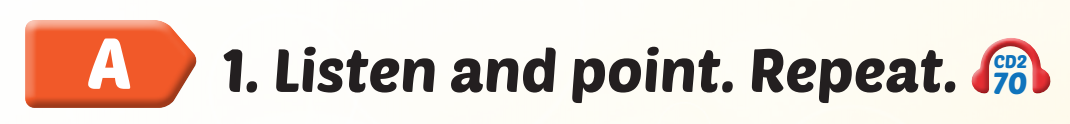 A 1. Listen and point. Repeat. CD2 70